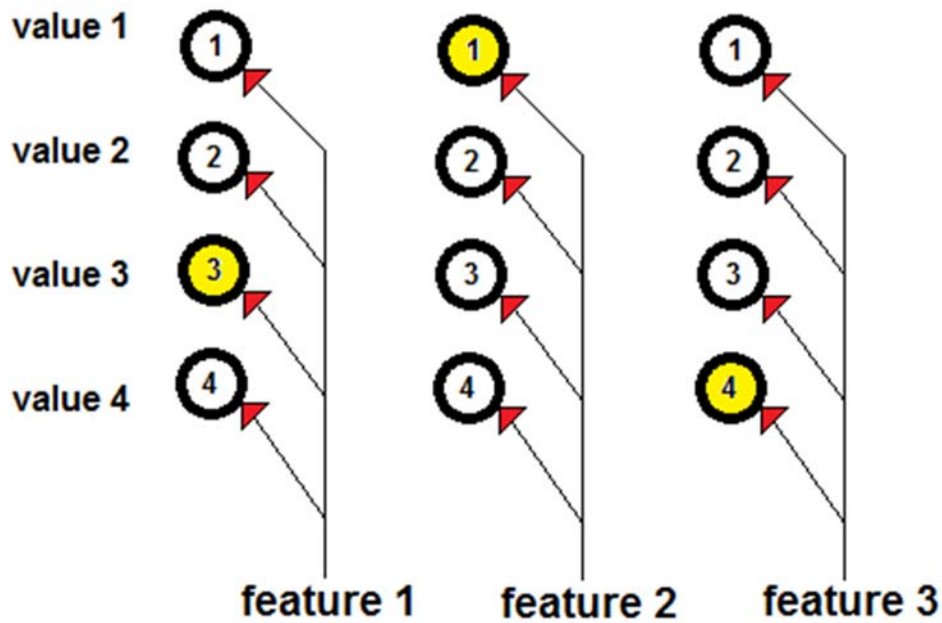 value 1 1 1 1
value 2 2 2 2
value 3 3 3 3
value 4 4 4 4
feature 1 feature 2 feature 3